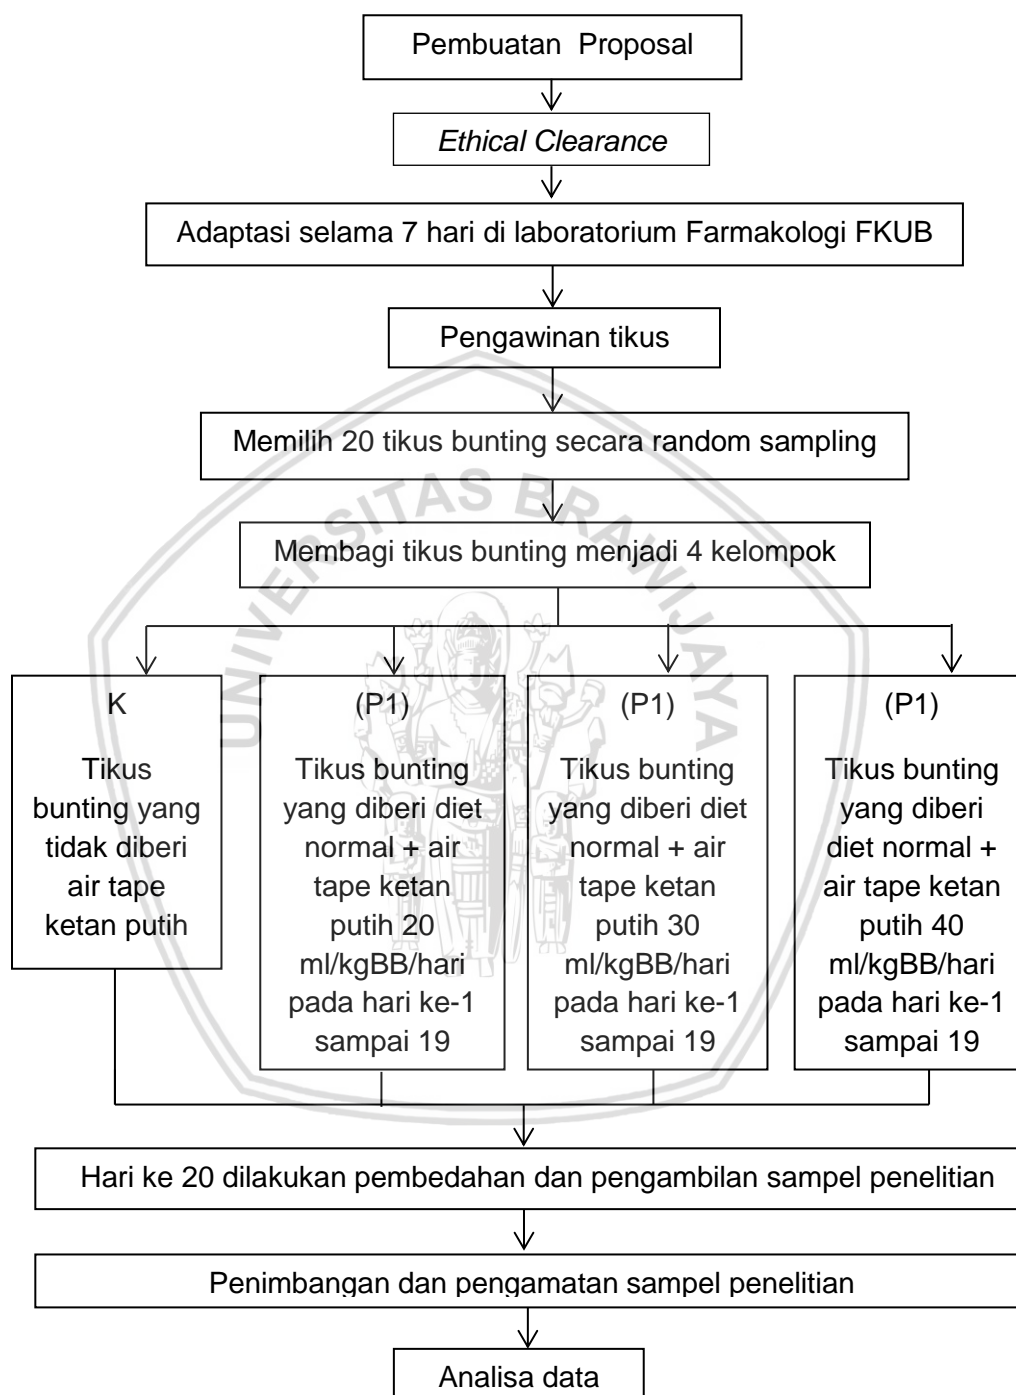 Pembuatan Proposal
Ethical Clearance
Adaptasi selama 7 hari di laboratorium Farmakologi FKUB
Pengawinan tikus
Memilih 20 tikus bunting secara random sampling
UNIVERSITAS BRAWIJAYA
Membagi tikus bunting menjadi 4 kelompok
K
Tikus
bunting yang
tidak diberi
air tape
ketan putih
(P1)
Tikus bunting
yang diberi diet
normal + air
tape ketan
putih 20
ml/kgBB/hari
pada hari ke-1
sampai 19
(P1)
Tikus bunting
yang diberi diet
normal + air
tape ketan
putih 30
ml/kgBB/hari
pada hari ke-1
sampai 19
(P1)
Tikus bunting
yang diberi
diet normal +
air tape ketan
putih 40
ml/kgBB/hari
pada hari ke-1
sampai 19
Hari ke 20 dilakukan pembedahan dan pengambilan sampel penelitian
Penimbangan dan pengamatan sampel penelitian
Analisa data